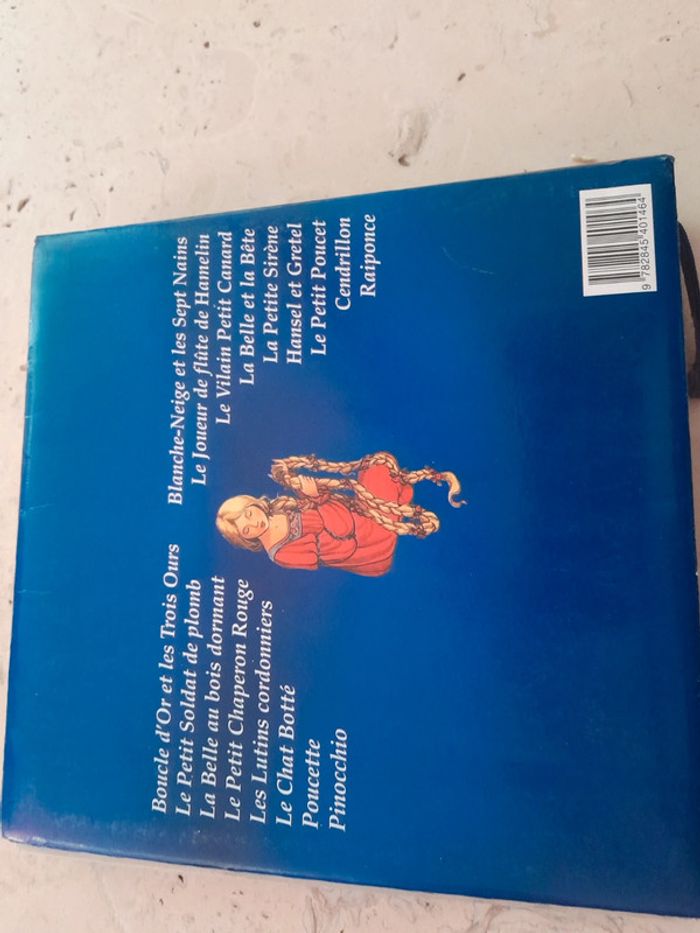 Boucle d'Or et les Trois Ours
Le Petit Soldat de plomb
La Belle au bois dormant
Le Petit Chaperon Rouge
Les Lutins cordonniers
Le Chat Botté
Poucette
Pinocchio
Blanche-Neige et les Sept Nains
Le Joueur de flûte de Hamelin
Le Vilain Petit Canard
La Belle et la Bête
La Petite Sirène
Hansel et Gretel
Le Petit Poucet
Cendrillon
Raiponce
9 782845 401464